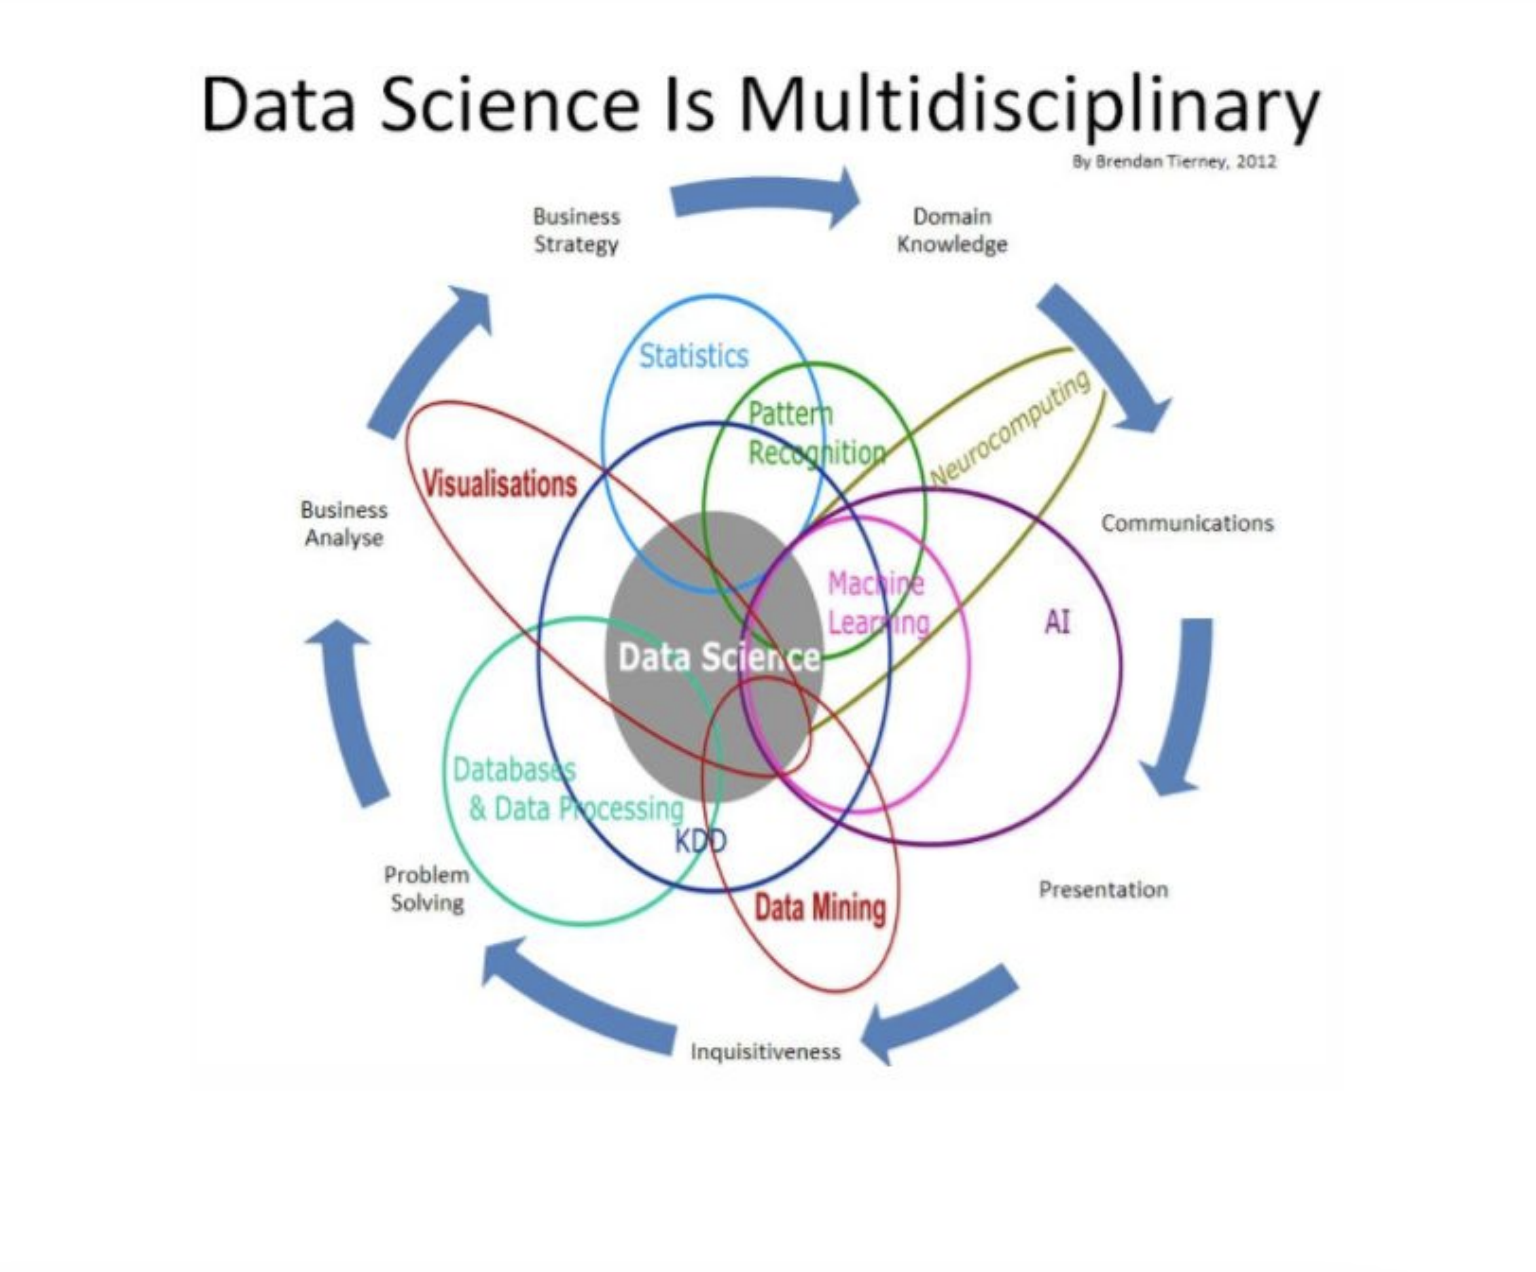 Data Science Is Multidisciplinary
By Brendan Tierney, 2012
Business
Strategy
Domain
Knowledge
Statistics
Pattern
Recognition
Neurocomputing
Visualisations
Business
Analyse
Communications
Machine
Learning
AI
Data Science
Databases
& Data Processing
KDD
Problem
Solving
Presentation
Data Mining
Inquisitiveness